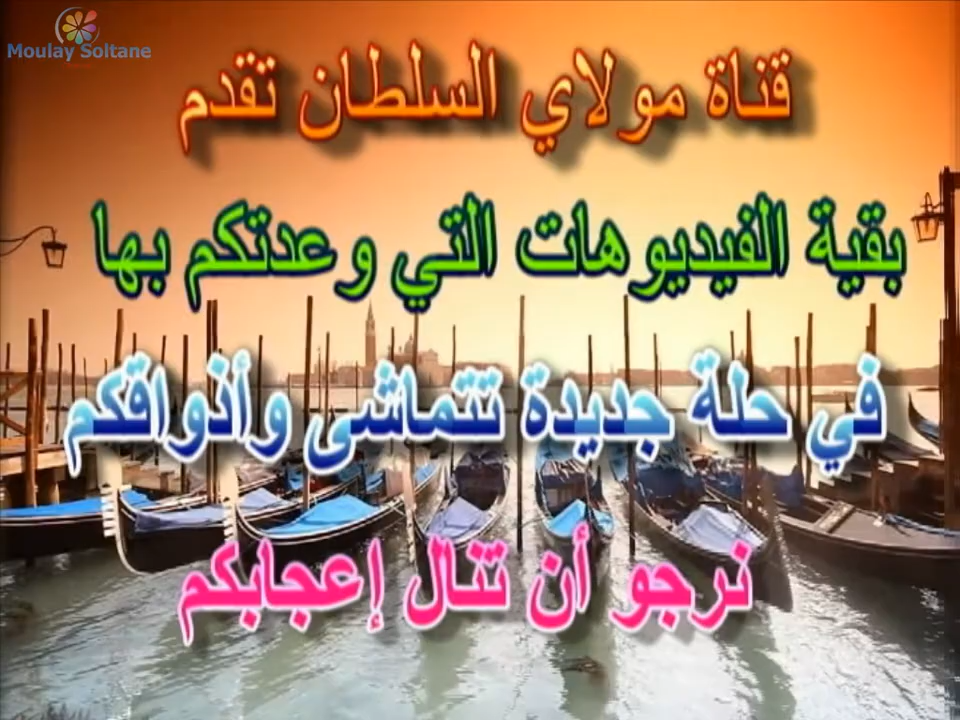 Moulay Soltane
قناة مولاي السلطان تقدم
بقية الفيديوهات التي وعدتكم بها
في حلة جديدة تتماشى وأذواقكم
نرجو أن تنال إعجابكم